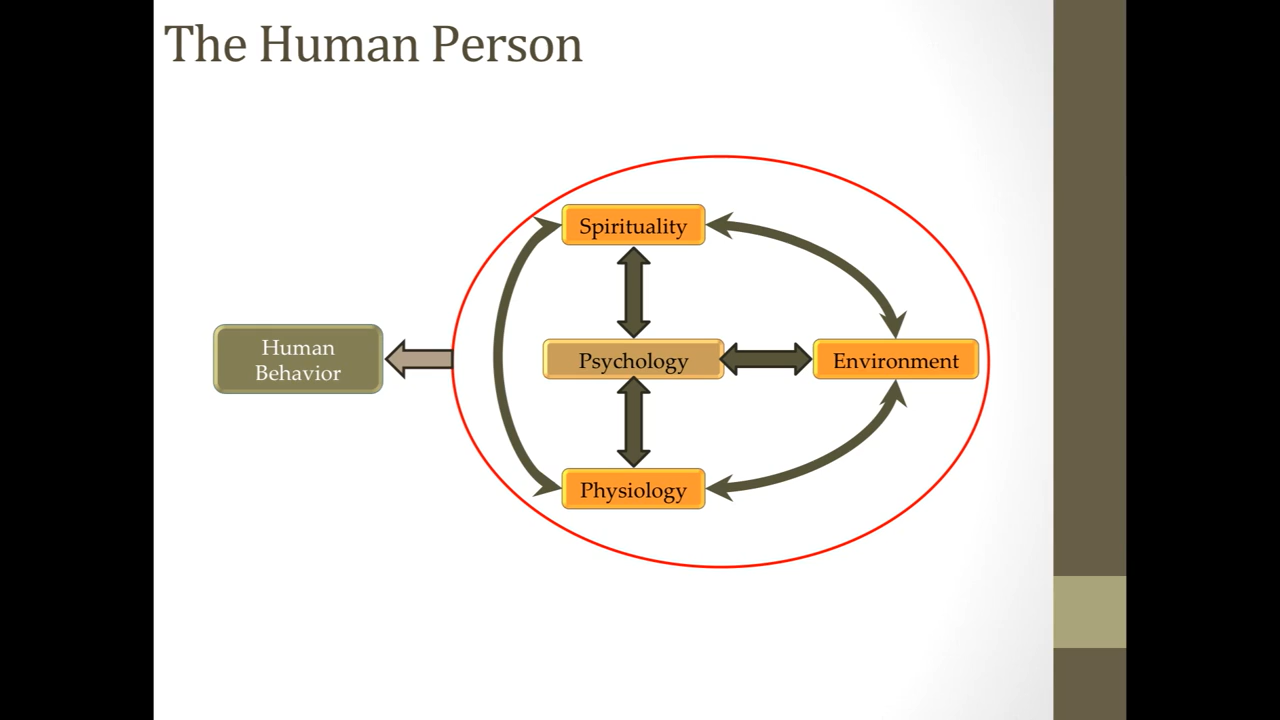 The Human Person
Spirituality
Human
Behavior
Psychology
Environment
Physiology